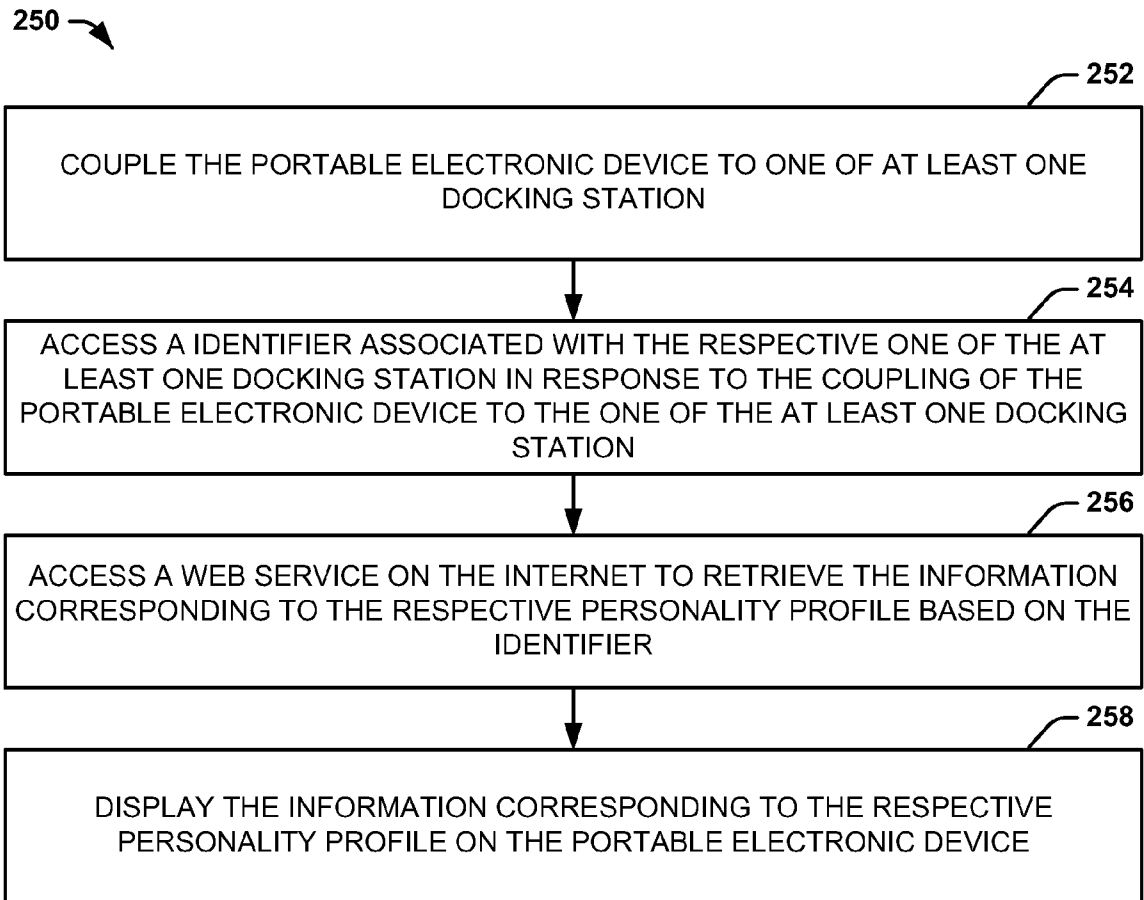 250
252
COUPLE THE PORTABLE ELECTRONIC DEVICE TO ONE OF AT LEAST ONE
DOCKING STATION
254
ACCESS A IDENTIFIER ASSOCIATED WITH THE RESPECTIVE ONE OF THE AT
LEAST ONE DOCKING STATION IN RESPONSE TO THE COUPLING OF THE
PORTABLE ELECTRONIC DEVICE TO THE ONE OF THE AT LEAST ONE DOCKING
STATION
256
ACCESS A WEB SERVICE ON THE INTERNET TO RETRIEVE THE INFORMATION
CORRESPONDING TO THE RESPECTIVE PERSONALITY PROFILE BASED ON THE
IDENTIFIER
258
DISPLAY THE INFORMATION CORRESPONDING TO THE RESPECTIVE
PERSONALITY PROFILE ON THE PORTABLE ELECTRONIC DEVICE